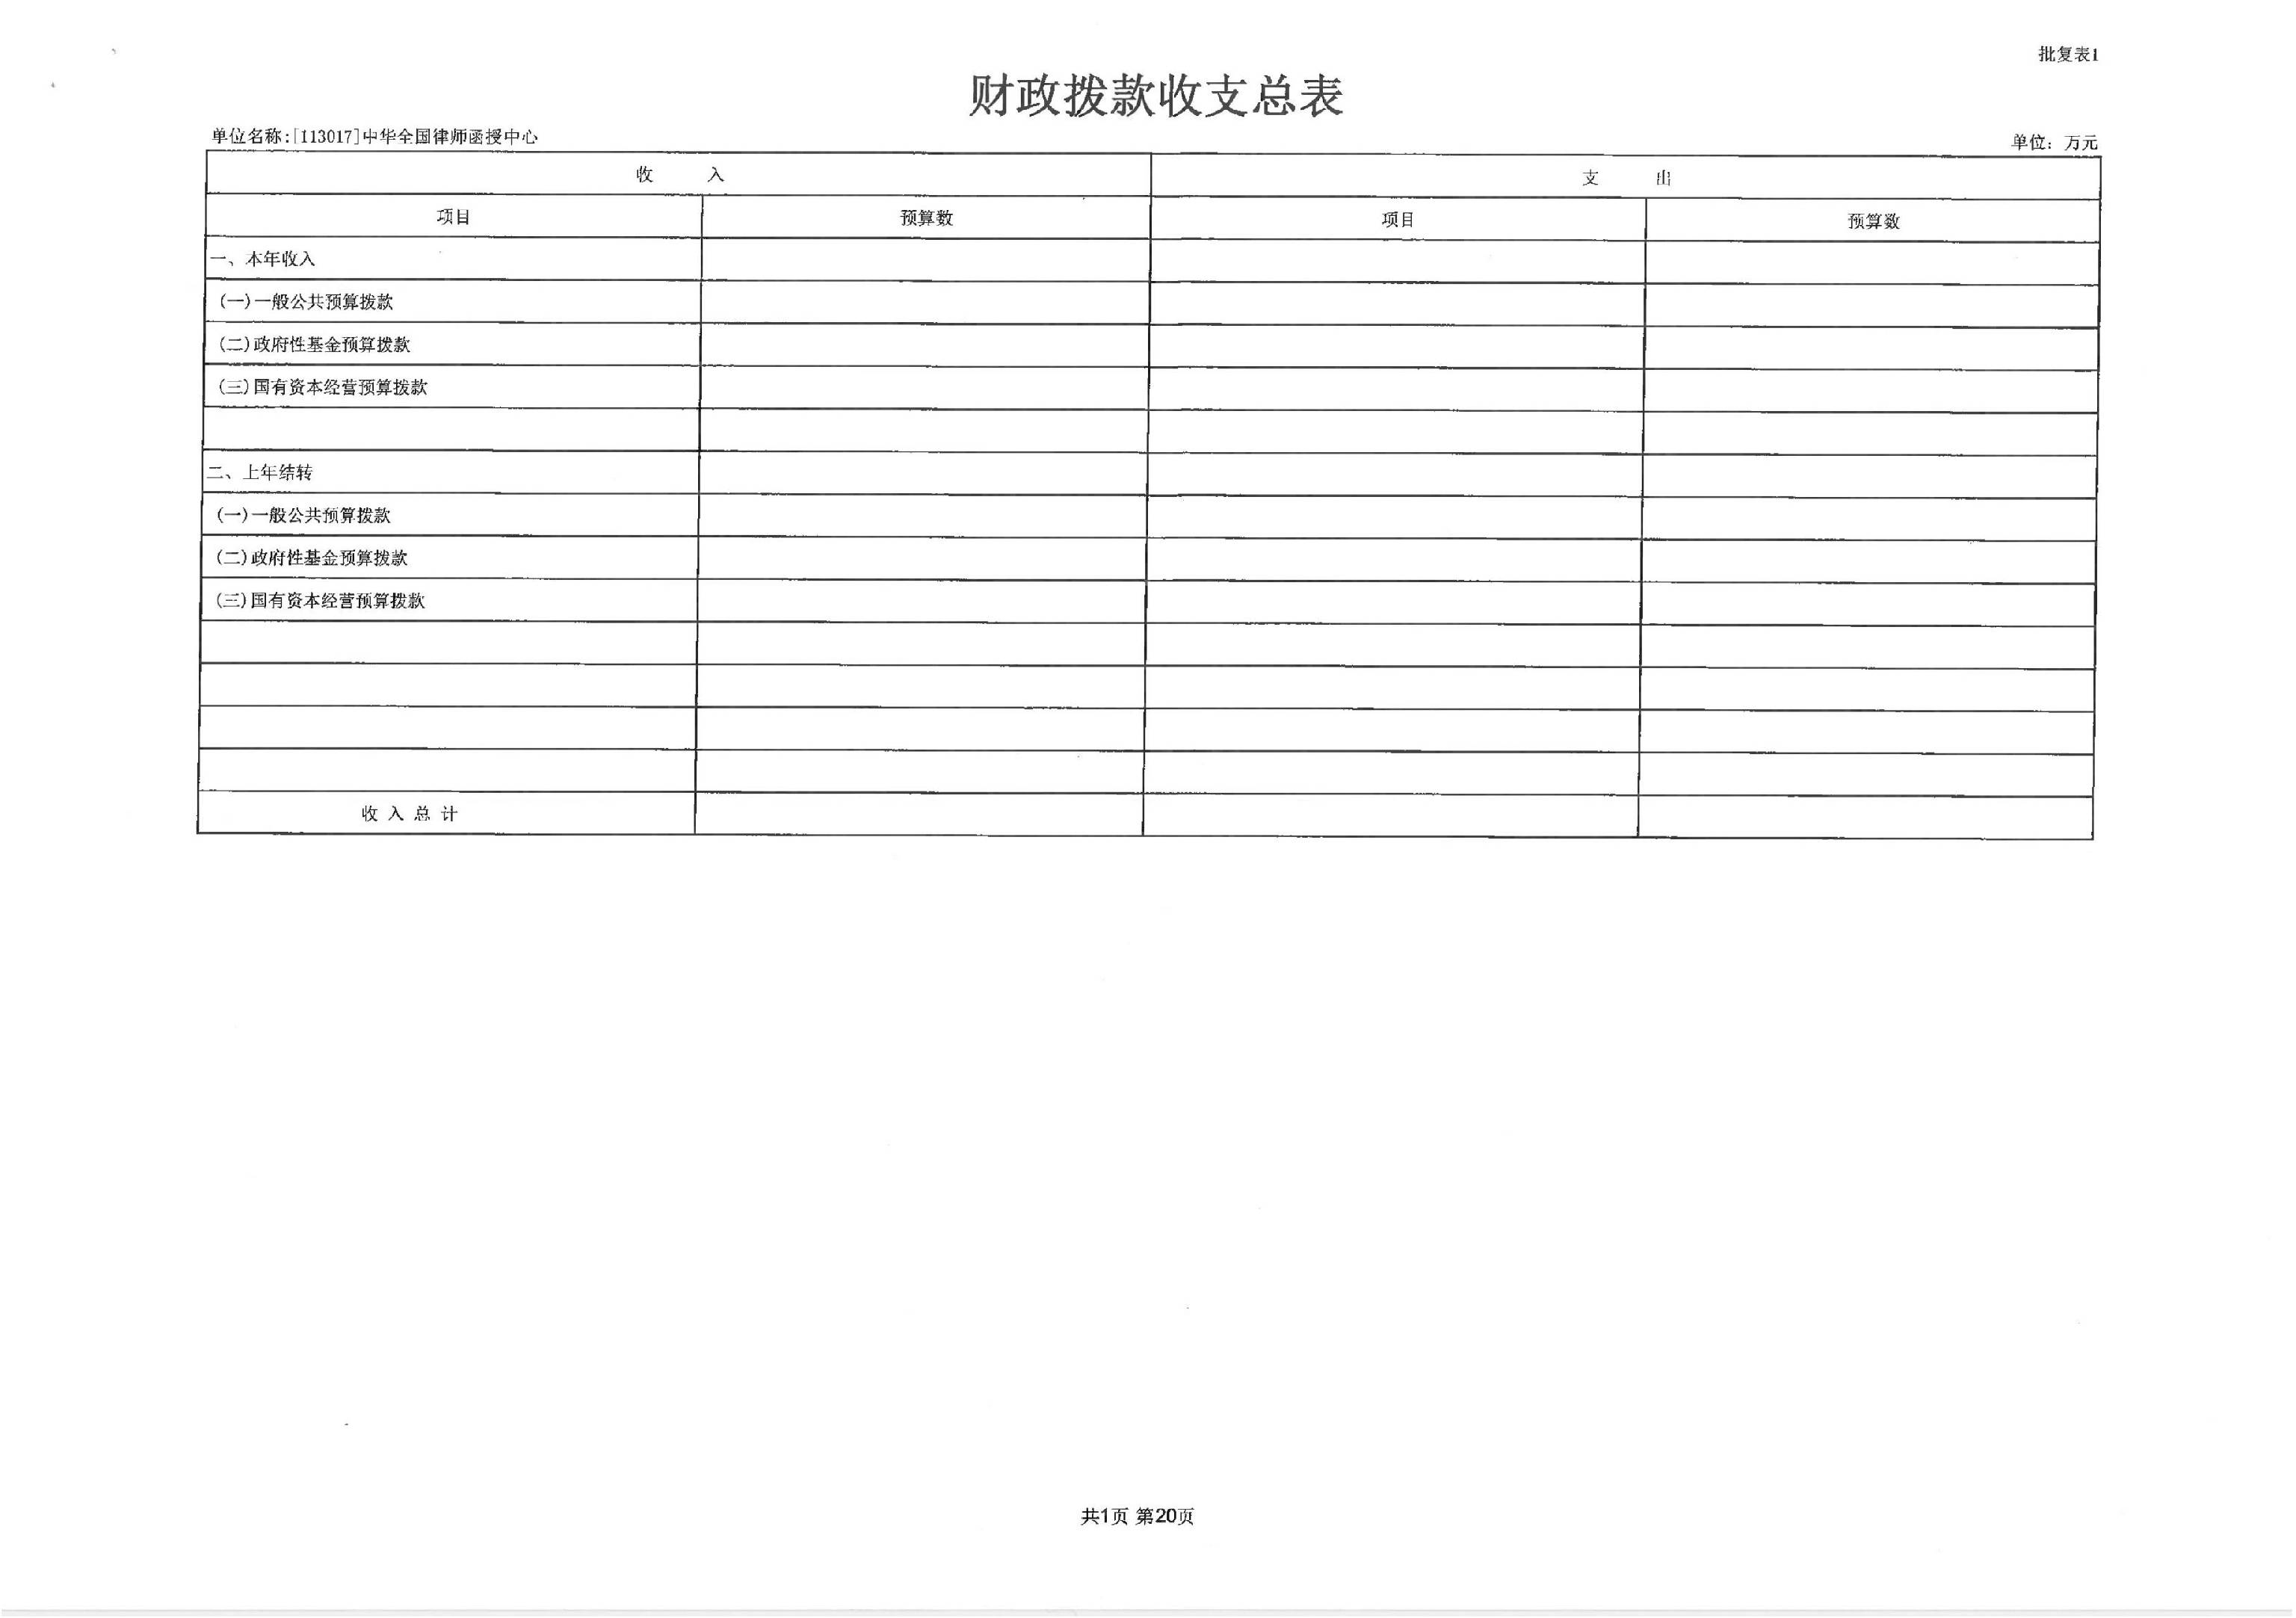 批复表1
财政拨款收支总表
单位名称:[113017]中华全国律师函授中心 单位：万元
收 入 支 出
项目 预算数 项目 预算数
一、本年收入
(一)一般公共预算拨款
(二)政府性基金预算拨款
(三)国有资本经营预算拨款
二、上年结转
(一)一般公共预算拨款
(二)政府性基金预算拨款
(三)国有资本经营预算拨款
收 入 总 计
共1页 第20页